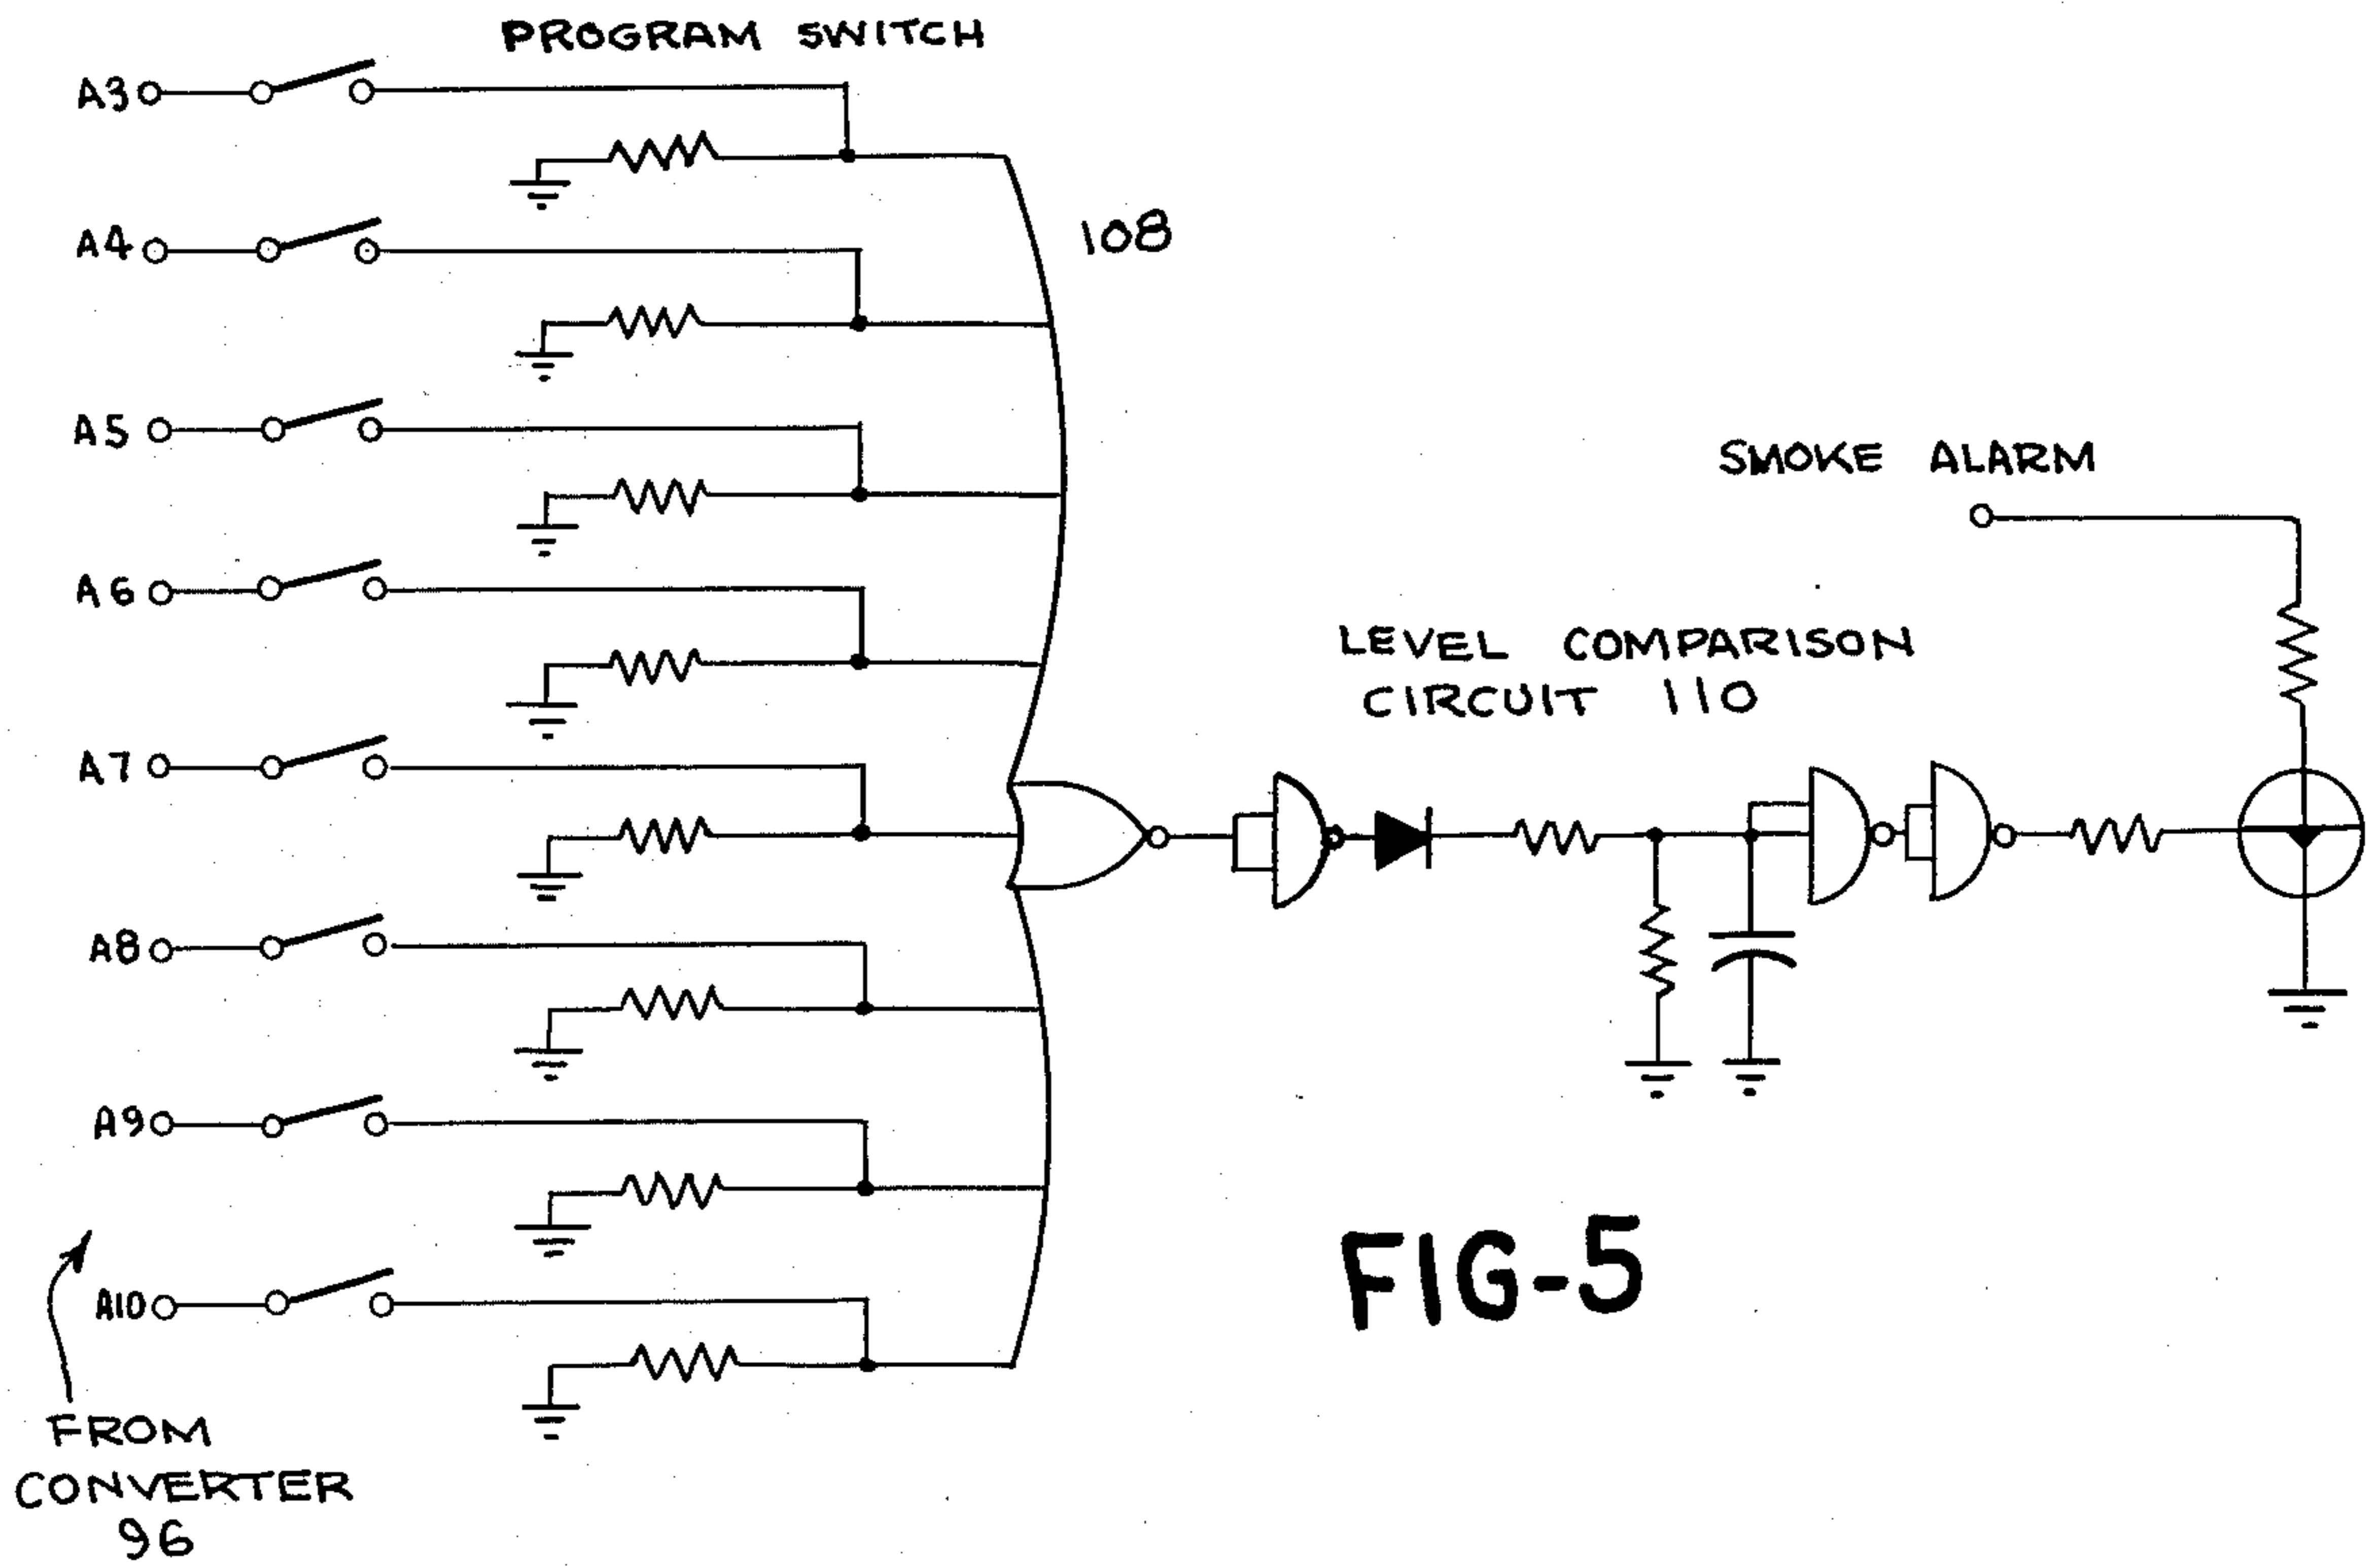 PROGRAM SWITCH
A3
108
A4
A5
SMOKE ALARM
A6
LEVEL COMPARISON
CIRCUIT 110
A7
A8
A9
FIG-5
A10
FROM
CONVERTER
96